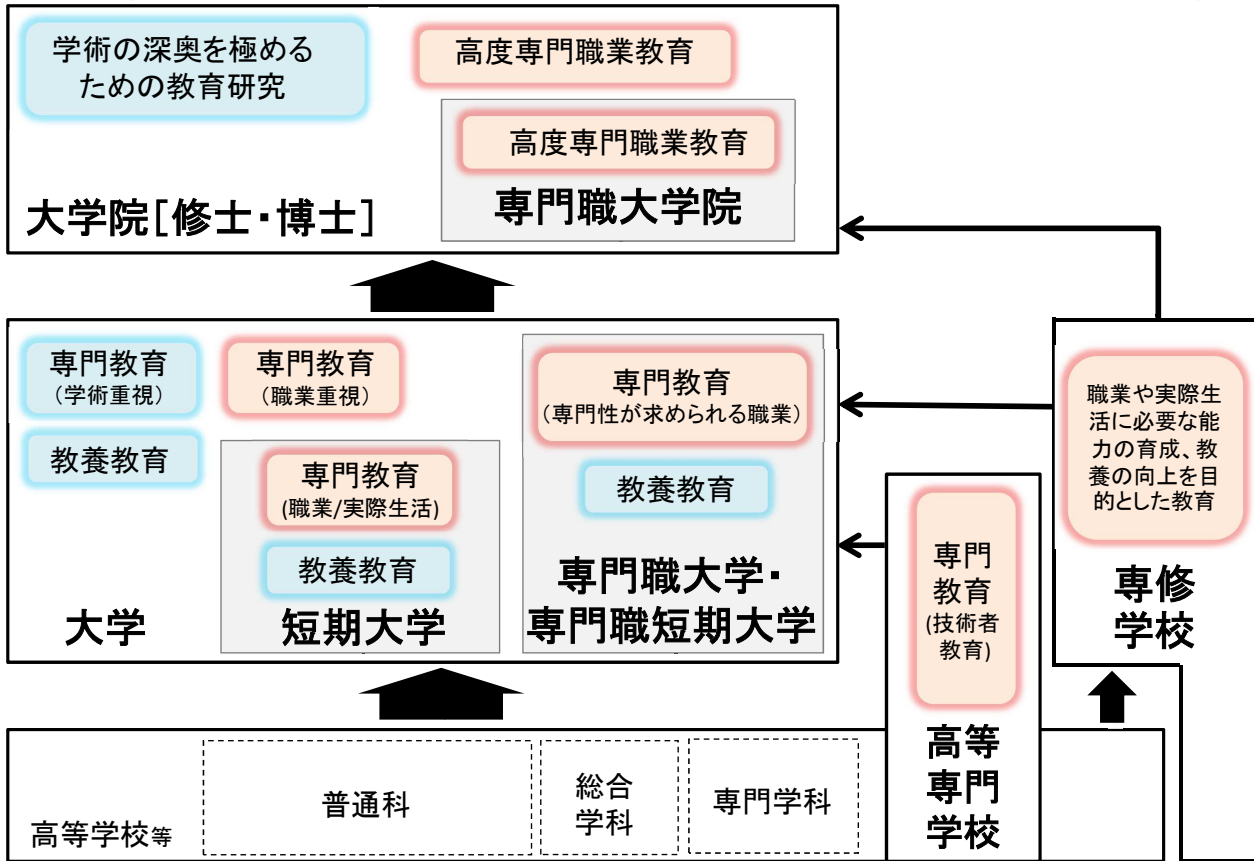 学術の深奥を極める
ための教育研究
高度専門職業教育
高度専門職業教育
大学院[修士・博士]
専門職大学院
専門教育
(学術重視)
教養教育
専門教育
(職業重視)
専門教育
(職業/実際生活)
教養教育
専門教育
(専門性が求められる職業)
教養教育
大学
短期大学
専門職大学・
専門職短期大学
専門
教育
(技術者
教育)
高等
専門
学校
職業や実際生
活に必要な能
力の育成、教
養の向上を目
的とした教育
専修
学校
高等学校等
普通科
総合
学科
専門学科